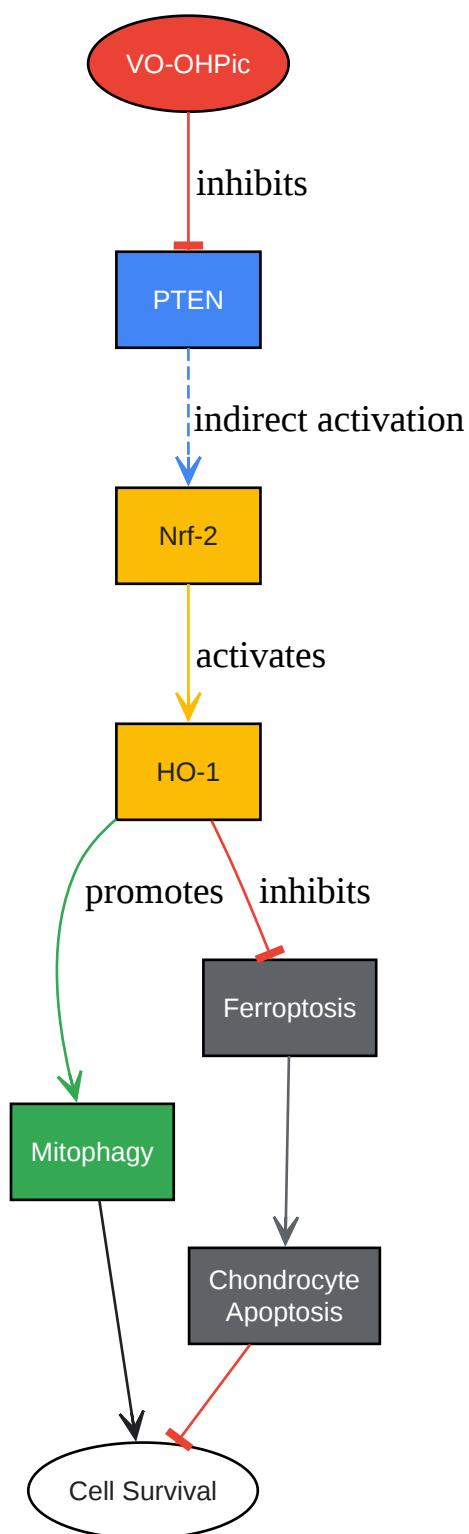 VO-OHPic
inhibits
PTEN
indirect activation
Nrf-2
activates
HO-1
promotes
inhibits
Ferroptosis
Mitophagy
Chondrocyte
Apoptosis
Cell Survival